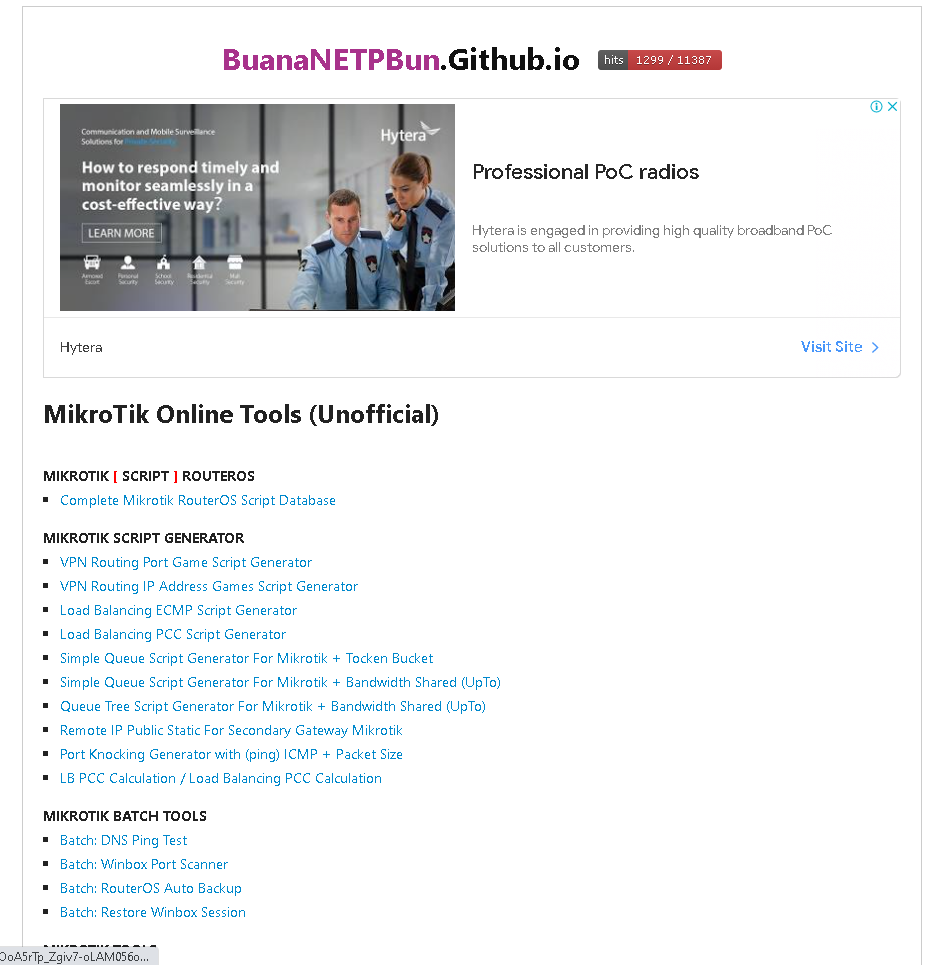 BuanaNETPBun.Github.io
hits 1299 / 11387
Communication and Mobile Surveillance
Solutions for Private Security
Hytera
How to respond timely and
monitor seamlessly in a
cost-effective way?
LEARN MORE
Armored Escort
Personal Security
School Security
Residential Security
Mall Security
Professional PoC radios
Hytera is engaged in providing high quality broadband PoC
solutions to all customers.
Hytera
Visit Site
MikroTik Online Tools (Unofficial)
MIKROTIK [ SCRIPT ] ROUTEROS
Complete Mikrotik RouterOS Script Database
MIKROTIK SCRIPT GENERATOR
VPN Routing Port Game Script Generator
VPN Routing IP Address Games Script Generator
Load Balancing ECMP Script Generator
Load Balancing PCC Script Generator
Simple Queue Script Generator For Mikrotik + Tocken Bucket
Simple Queue Script Generator For Mikrotik + Bandwidth Shared (UpTo)
Queue Tree Script Generator For Mikrotik + Bandwidth Shared (UpTo)
Remote IP Public Static For Secondary Gateway Mikrotik
Port Knocking Generator with (ping) ICMP + Packet Size
LB PCC Calculation / Load Balancing PCC Calculation
MIKROTIK BATCH TOOLS
Batch: DNS Ping Test
Batch: Winbox Port Scanner
Batch: RouterOS Auto Backup
Batch: Restore Winbox Session
MIKROTIK TOOLS
OoA5rTp_Zgiv7-oLAM056o...